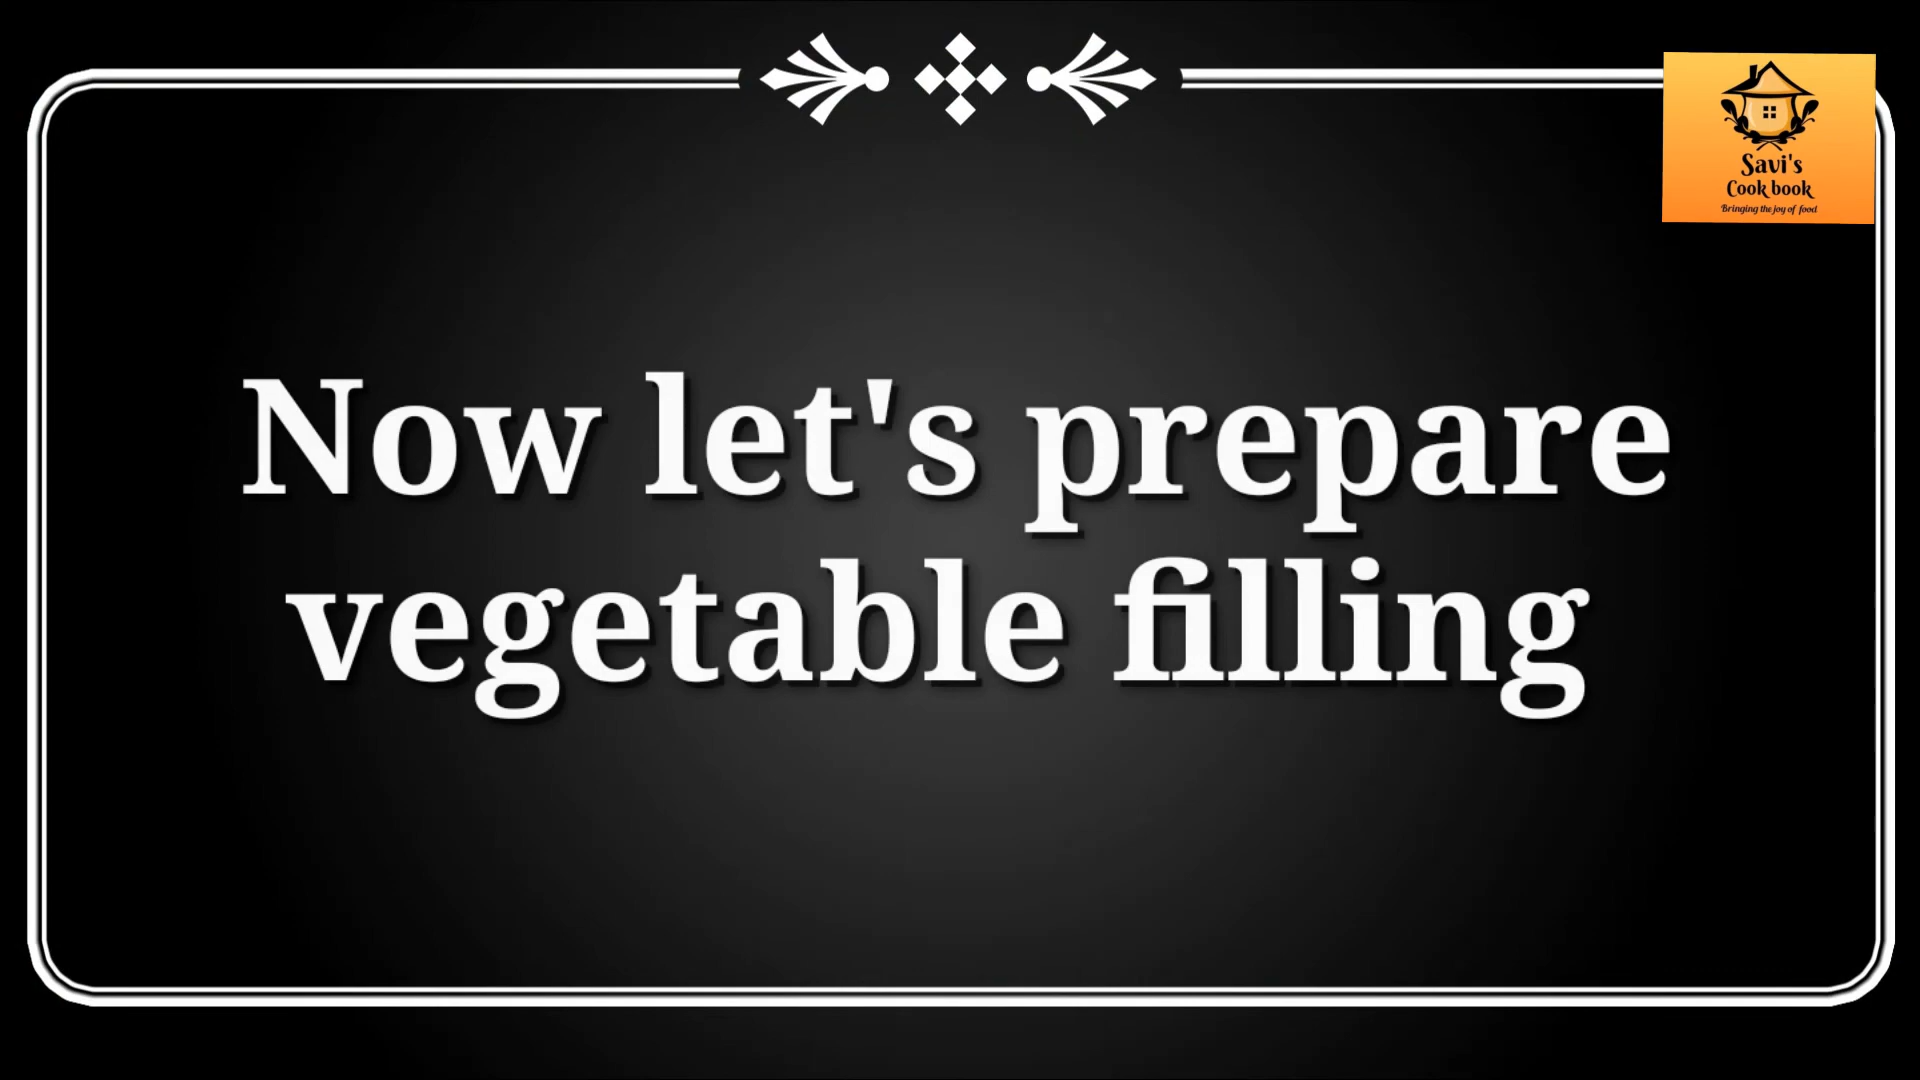 Savi's
Cook book
Bringing the joy of food
Now let's prepare
vegetable filling